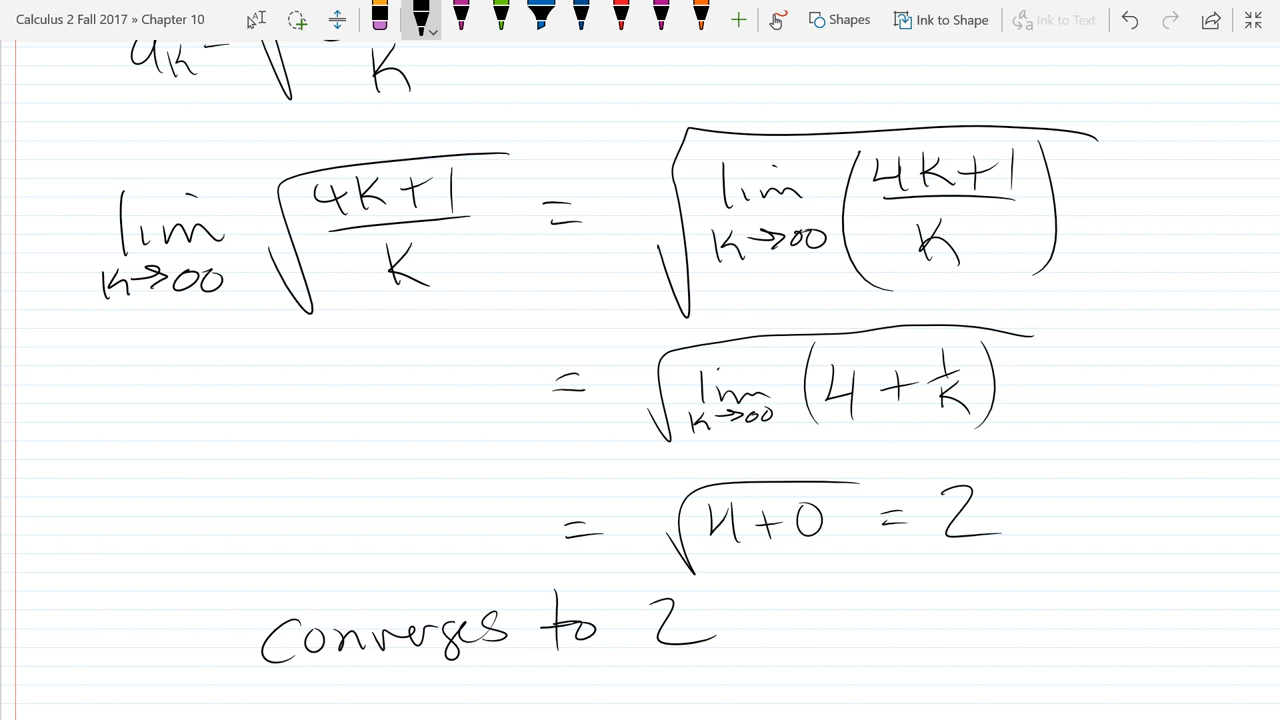 Calculus 2 Fall 2017 » Chapter 10 Shapes Ink to Shape Ink to Text
a_k = √ / k
lim k→∞ √((4k+1)/k) = √(lim k→∞ ((4k+1)/k))
= √(lim k→∞ (4 + 1/k))
= √(4+0) = 2
converges to 2